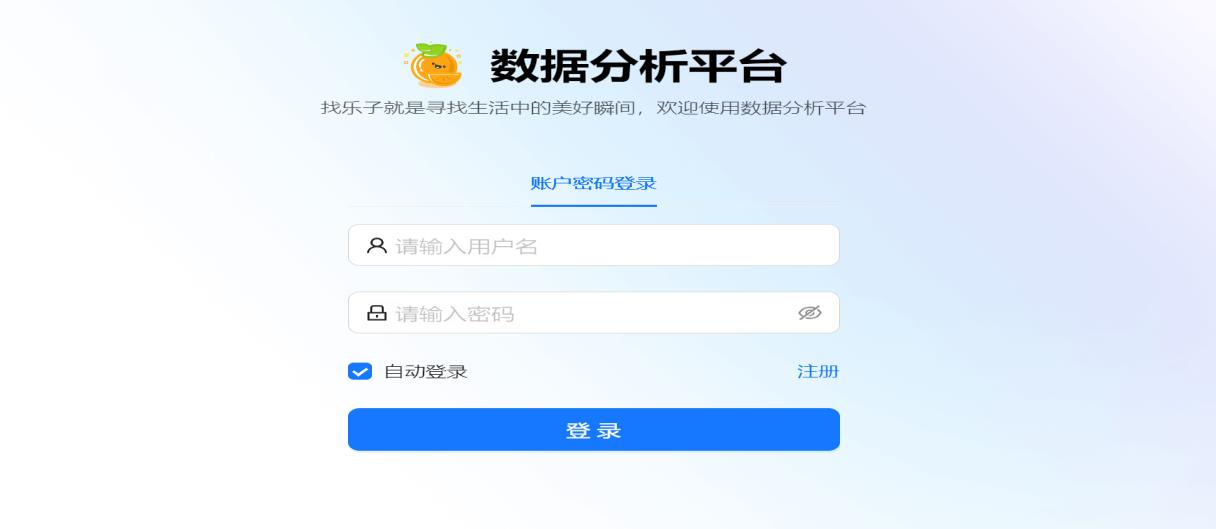 数据分析平台
找乐子就是寻找生活中的美好瞬间，欢迎使用数据分析平台
账户密码登录
请输入用户名
请输入密码
自动登录 注册
登 录